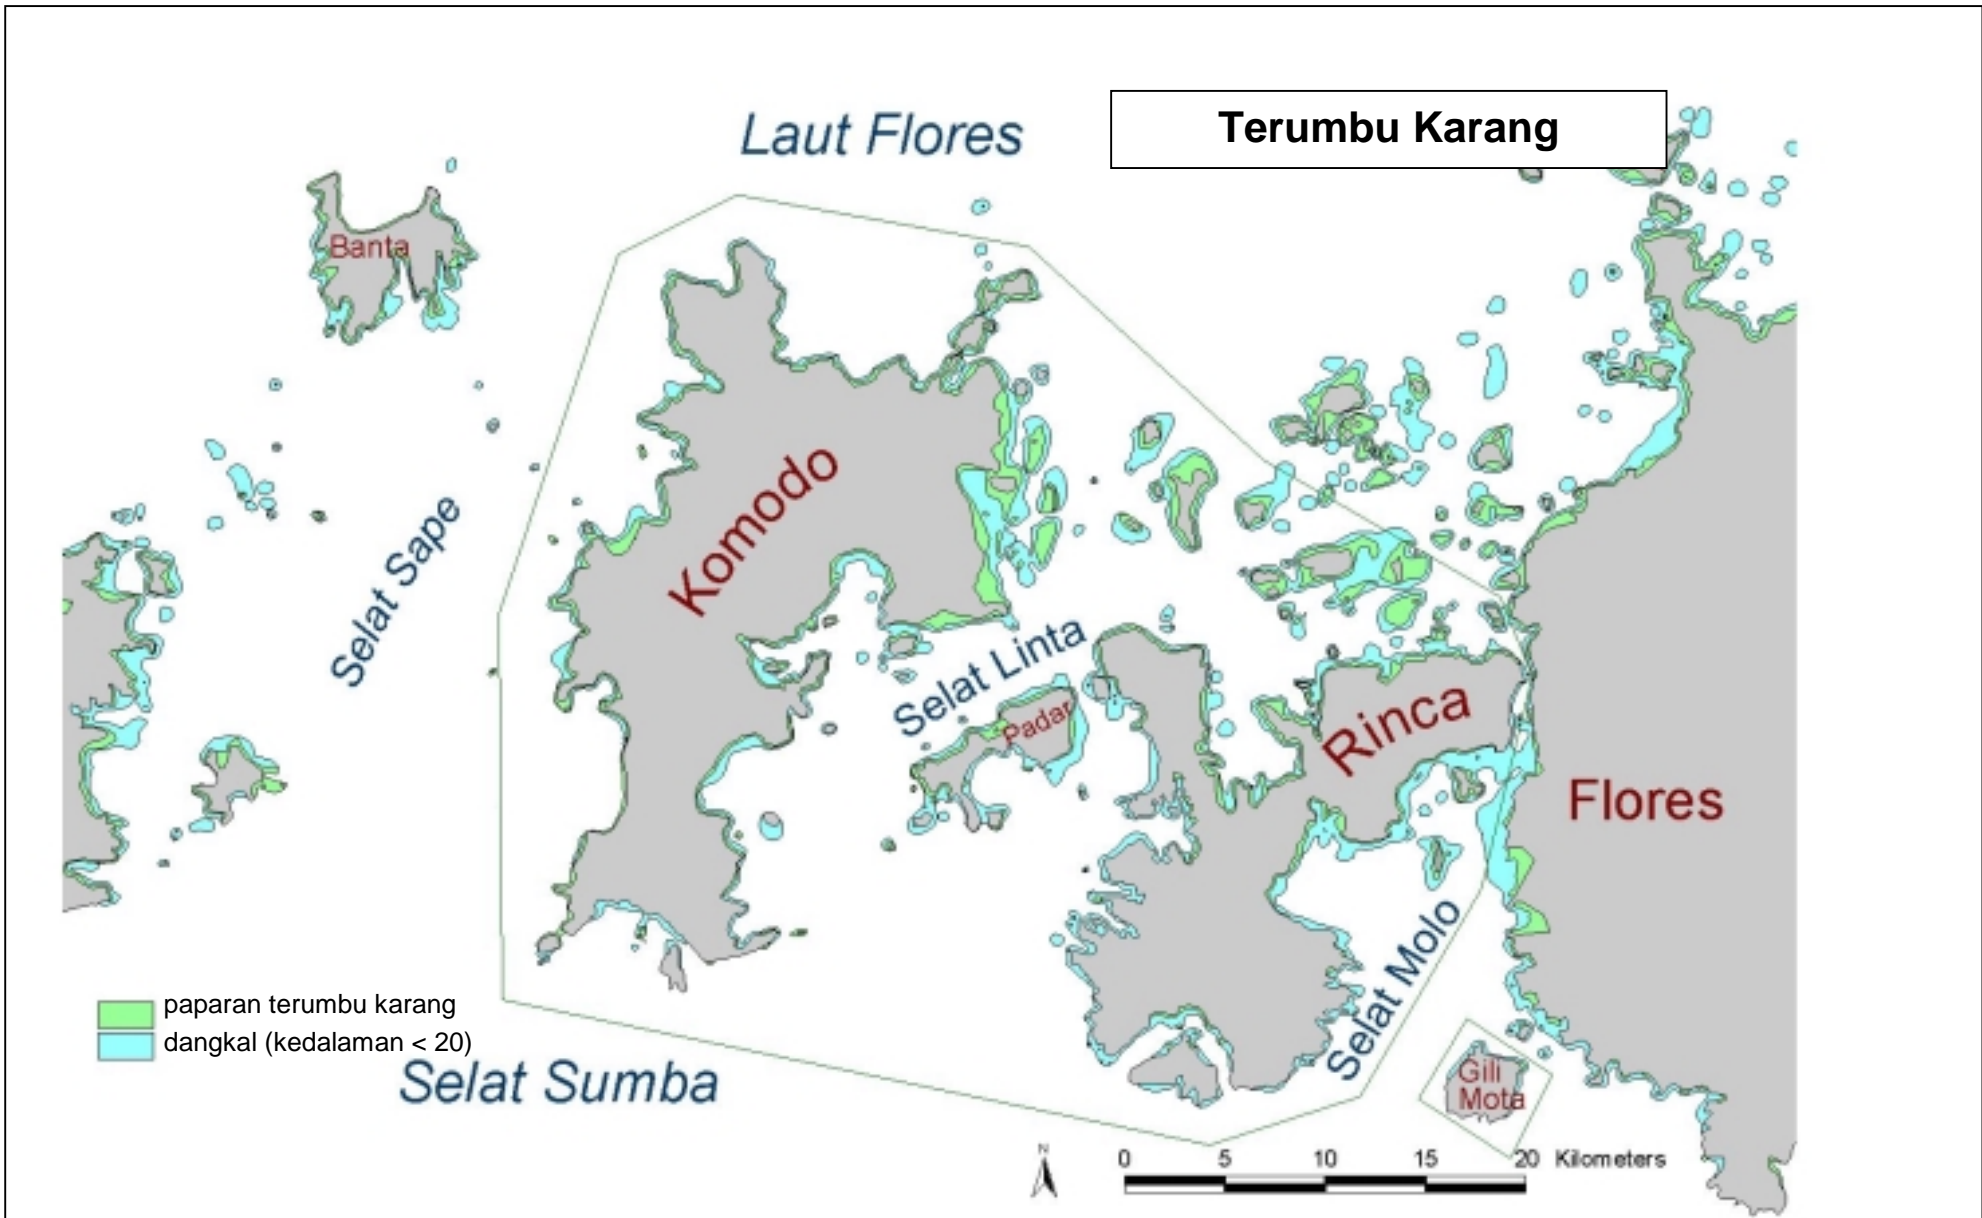 Laut Flores
Terumbu Karang
Banta
Komodo
Selat Sape
Selat Linta
Padar
Rinca
Flores
Selat Molo
paparan terumbu karang
dangkal (kedalaman < 20)
Selat Sumba
Gili
Mota
N
0 5 10 15 20 Kilometers